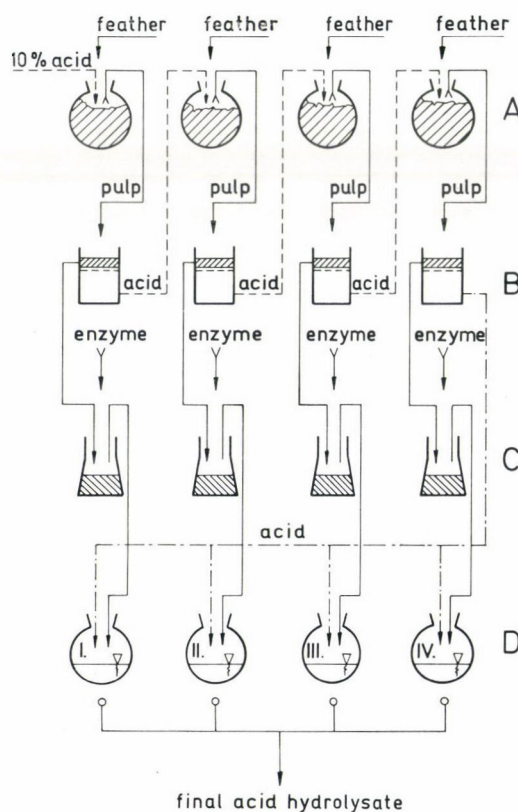 feather feather feather feather
10% acid
A
pulp pulp pulp pulp
acid acid acid
B
enzyme enzyme enzyme enzyme
C
acid
I. II. III. IV.
D
final acid hydrolysate